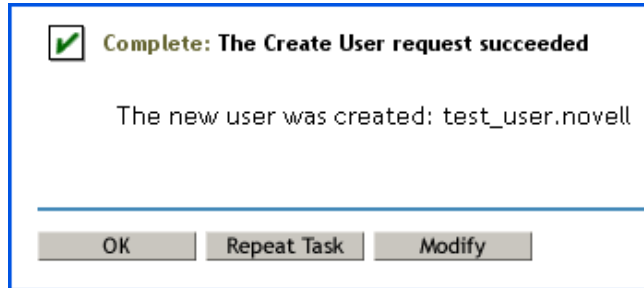 Complete: The Create User request succeeded
The new user was created: test_user.novell
OK Repeat Task Modify